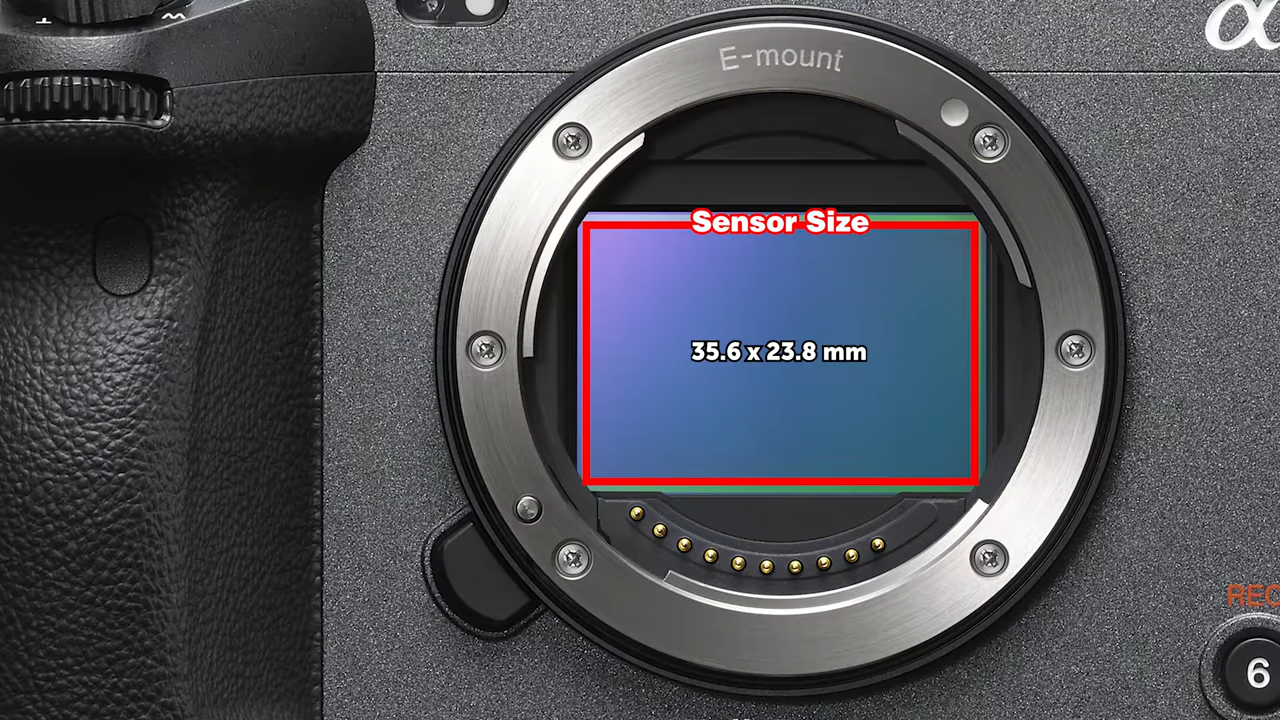 α
E-mount
Sensor Size
35.6 x 23.8 mm
REC
6